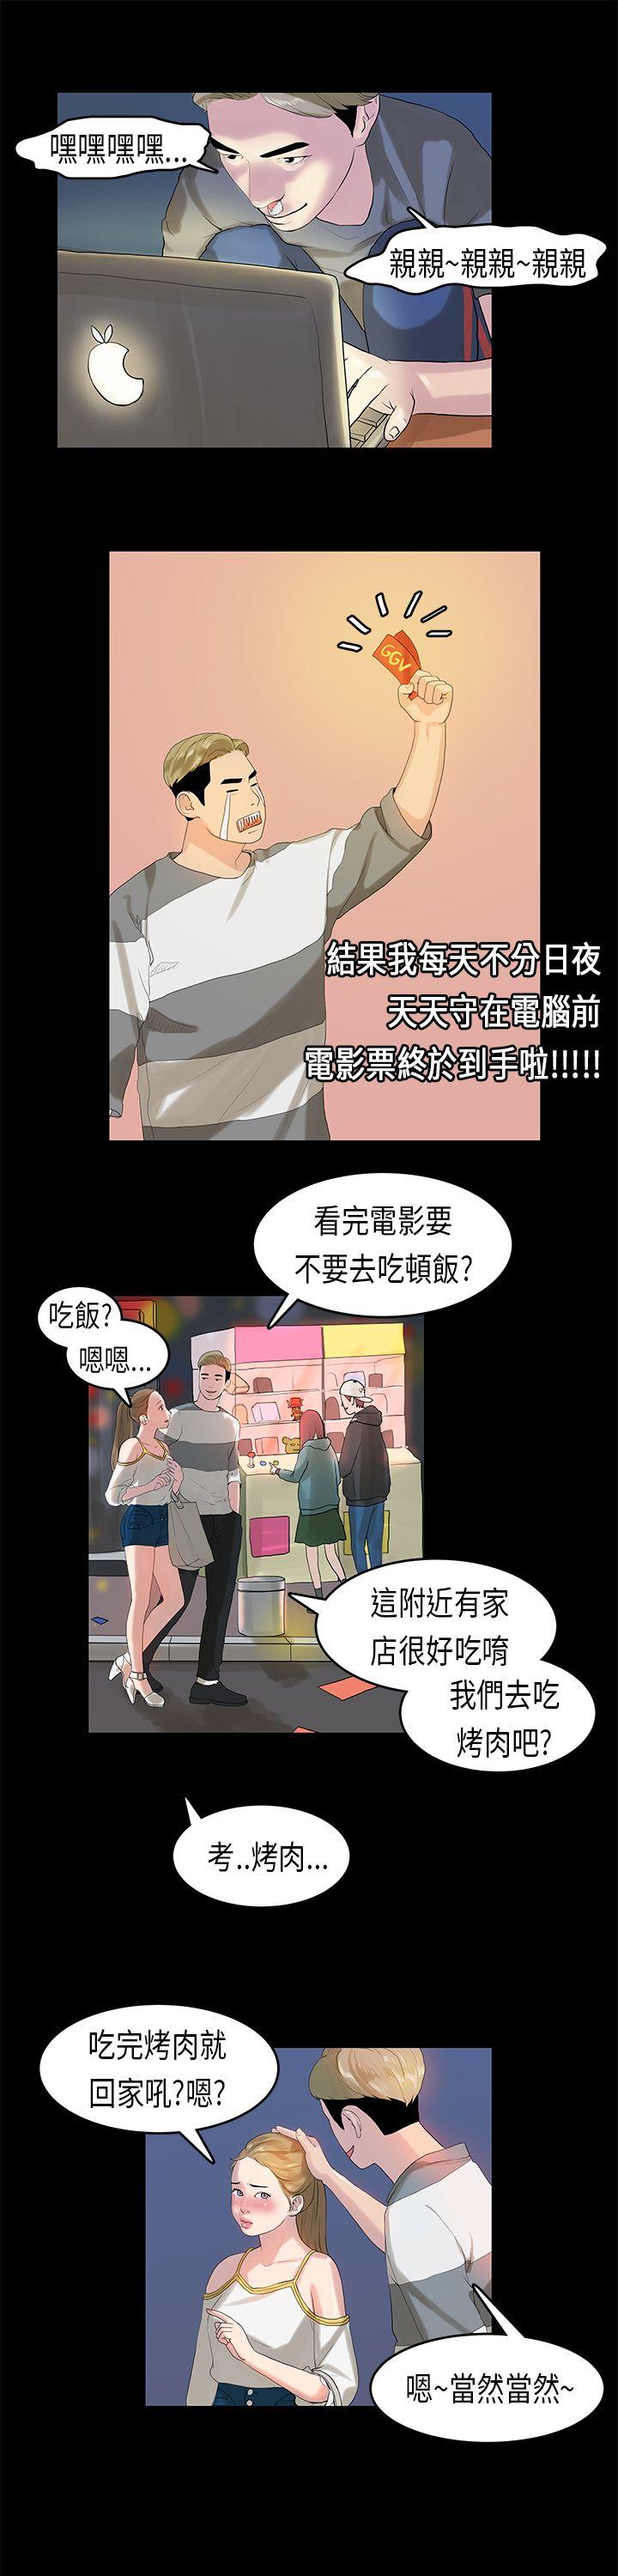 嘿嘿嘿嘿...
親親~親親~親親
GGV
結果我每天不分日夜
天天守在電腦前
電影票終於到手啦!!!!!
看完電影要
不要去吃頓飯?
吃飯?
嗯嗯...
這附近有家
店很好吃唷
我們去吃
烤肉吧?
考..烤肉...
吃完烤肉就
回家吼?嗯?
嗯~當然當然~